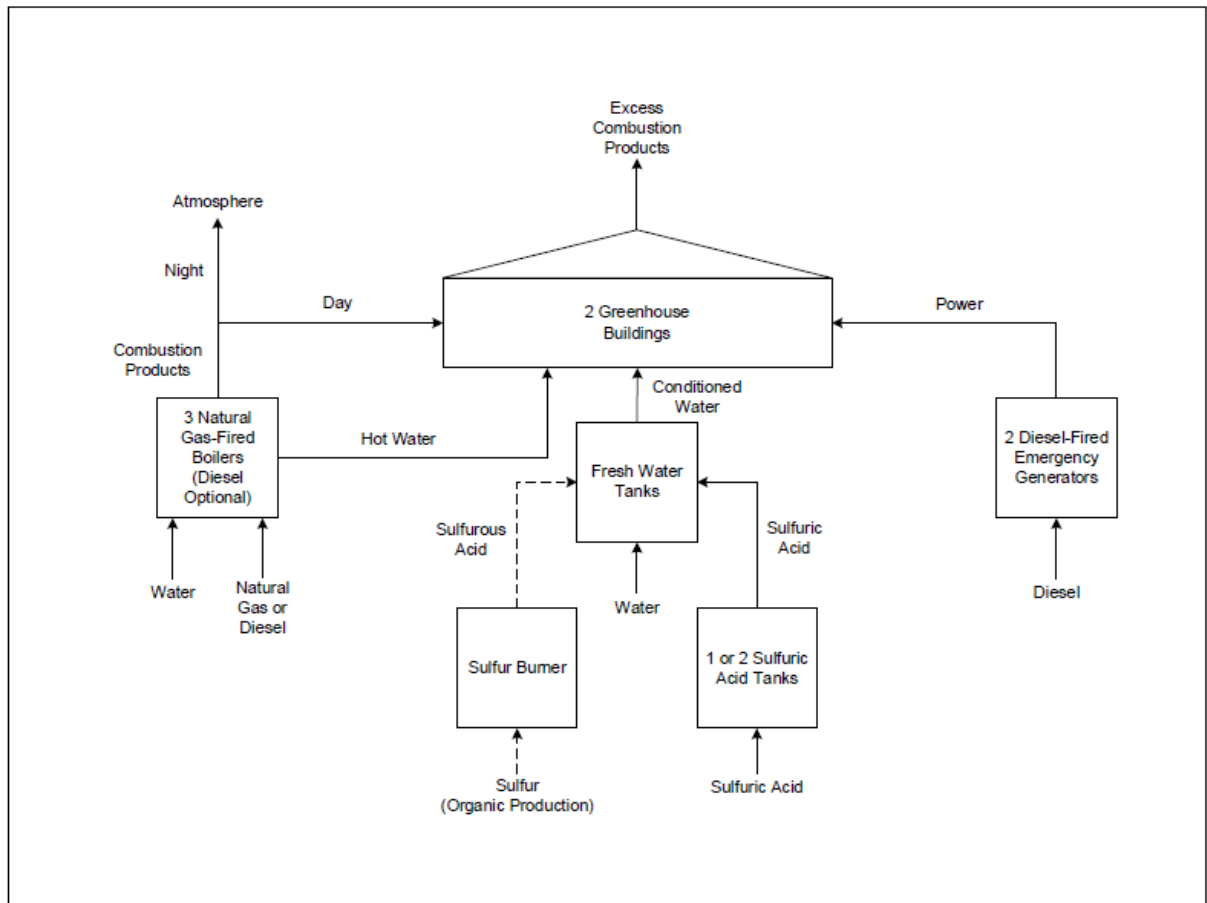 Excess
Combustion
Products
Atmosphere
Night
Day
2 Greenhouse
Buildings
Power
Combustion
Products
Conditioned
Water
3 Natural
Gas-Fired
Boilers
(Diesel
Optional)
Hot Water
Fresh Water
Tanks
2 Diesel-Fired
Emergency
Generators
Sulfurous
Acid
Sulfuric
Acid
Water
Natural
Gas or
Diesel
Water
Diesel
Sulfur Burner
1 or 2 Sulfuric
Acid Tanks
Sulfur
(Organic Production)
Sulfuric Acid